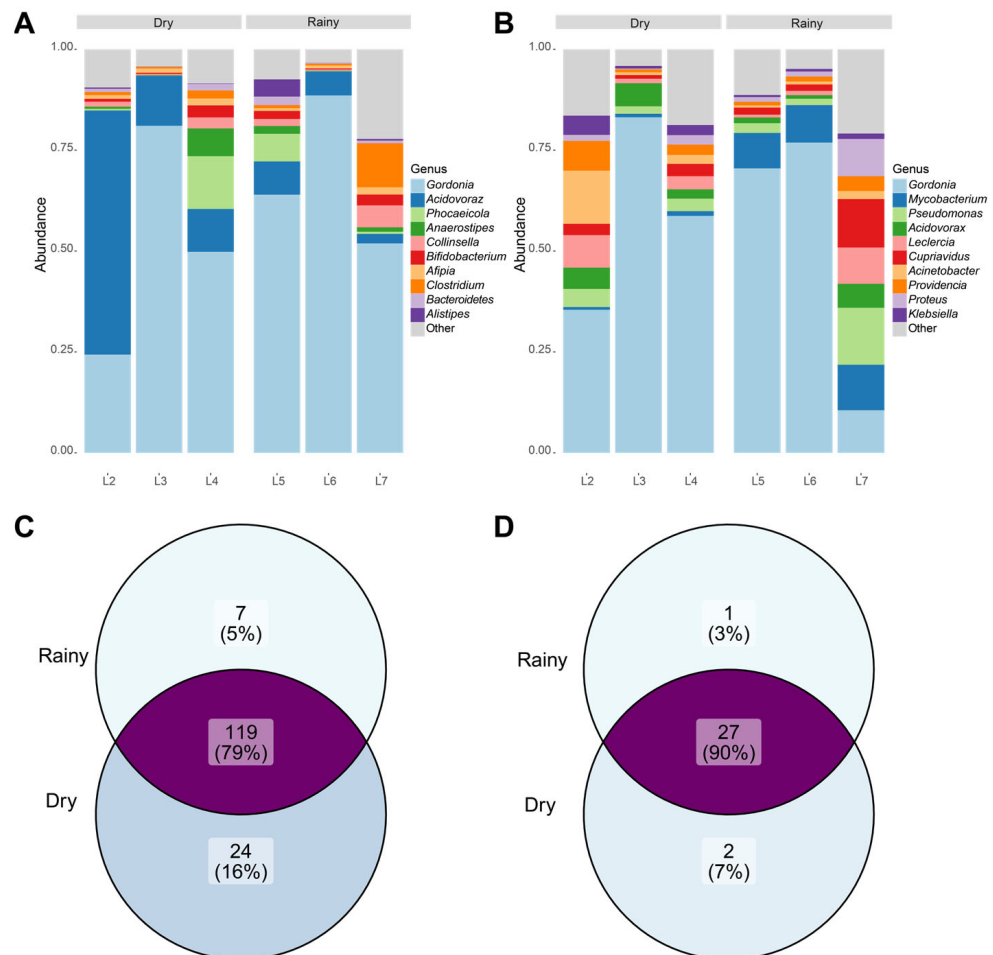 A
Dry
Rainy
1.00
0.75
0.50
0.25
0.00
Abundance
L2
L3
L4
L5
L6
L7
Genus
Gordonia
Acidovoraz
Phocaeicola
Anaerostipes
Collinsella
Bifidobacterium
Afipia
Clostridium
Bacteroidetes
Alistipes
Other
B
Dry
Rainy
1.00
0.75
0.50
0.25
0.00
Abundance
L2
L3
L4
L5
L6
L7
Genus
Gordonia
Mycobacterium
Pseudomonas
Acidovorax
Leclercia
Cupriavidus
Acinetobacter
Providencia
Proteus
Klebsiella
Other
C
7
(5%)
Rainy
119
(79%)
Dry
24
(16%)
D
1
(3%)
Rainy
27
(90%)
Dry
2
(7%)